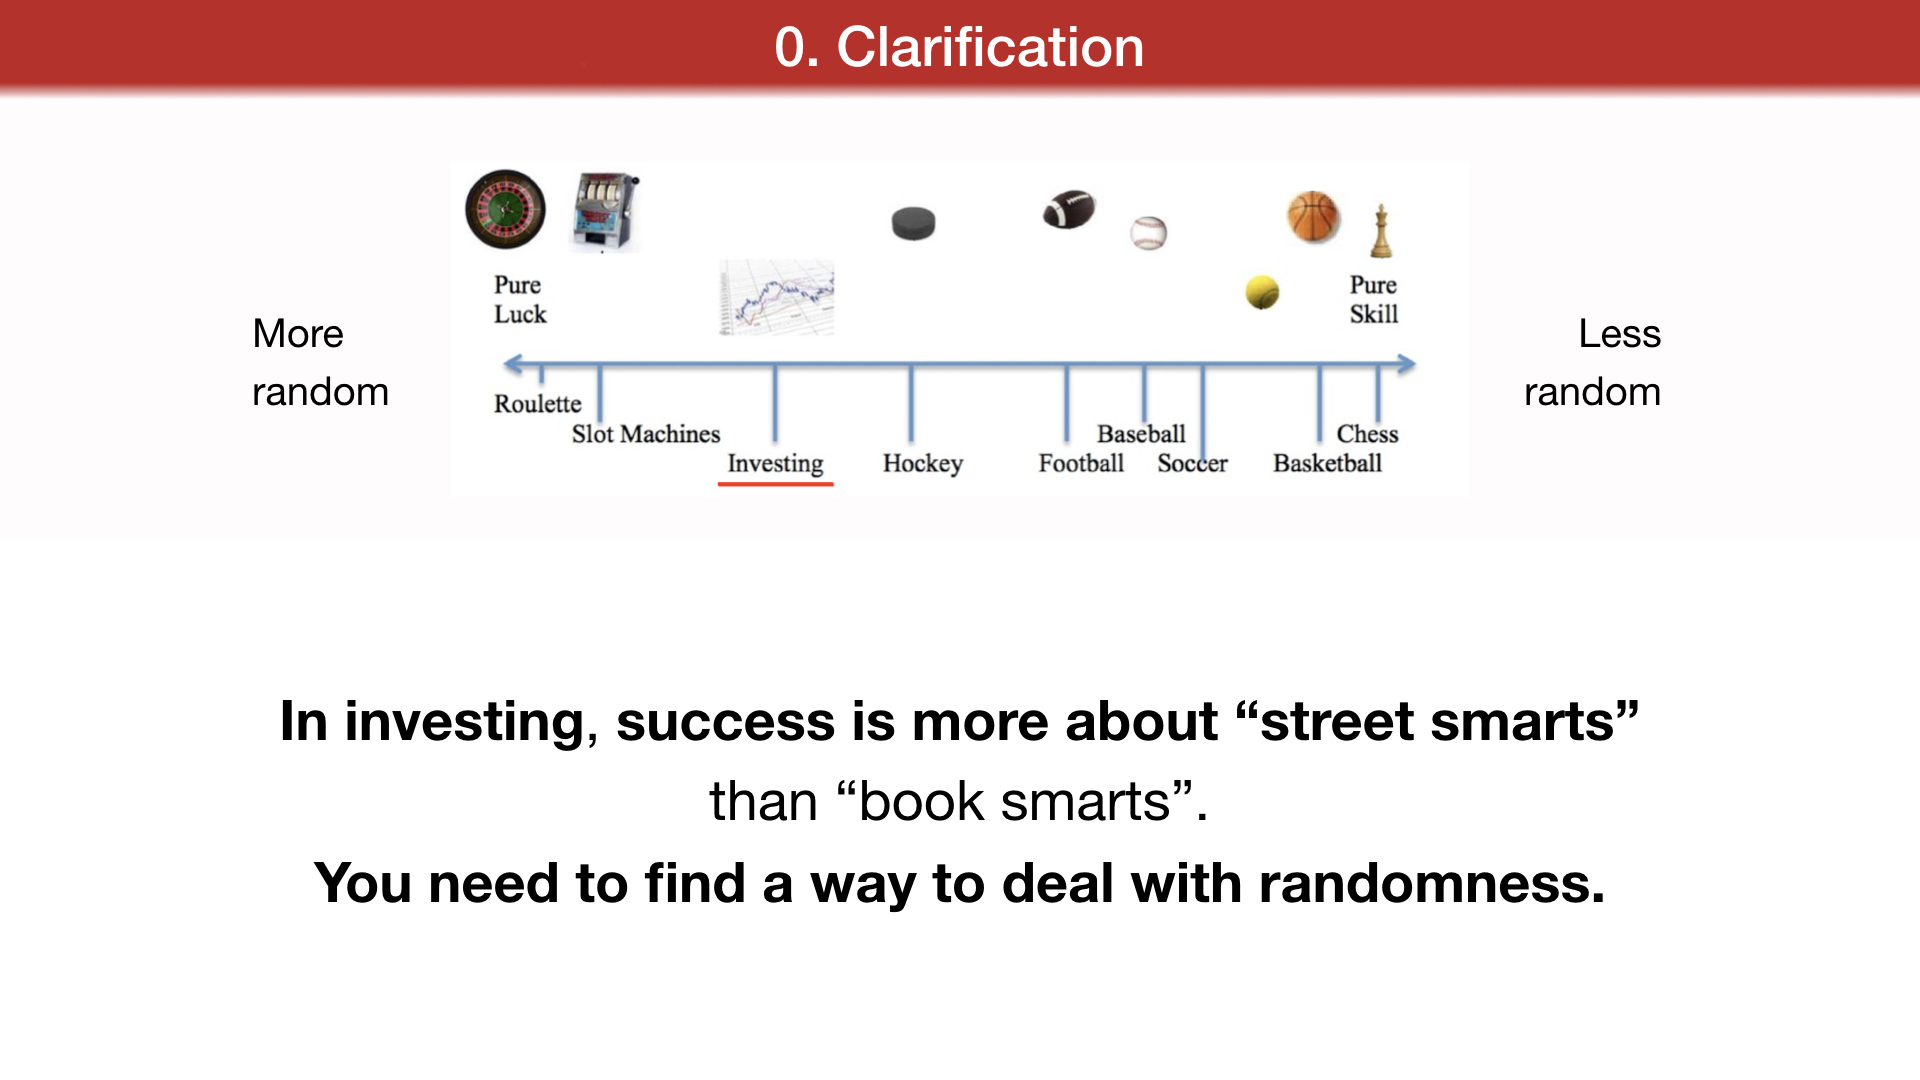 0. Clarification
Pure
Luck
Pure
Skill
More
random
Less
random
Roulette
Slot Machines
Baseball
Chess
Investing
Hockey
Football
Soccer
Basketball
In investing, success is more about “street smarts”
than “book smarts”.
You need to find a way to deal with randomness.